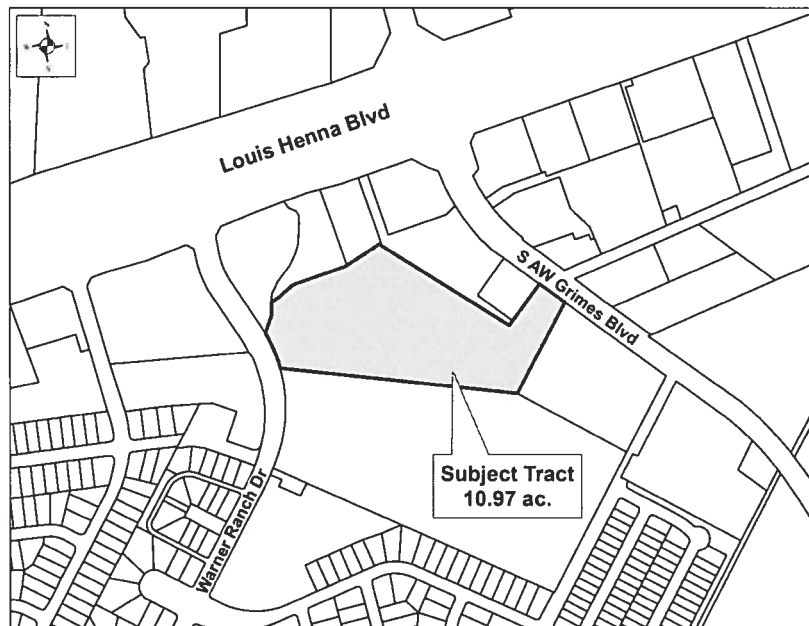 Louis Henna Blvd
S AW Grimes Blvd
Subject Tract
10.97 ac.
Warner Ranch Dr